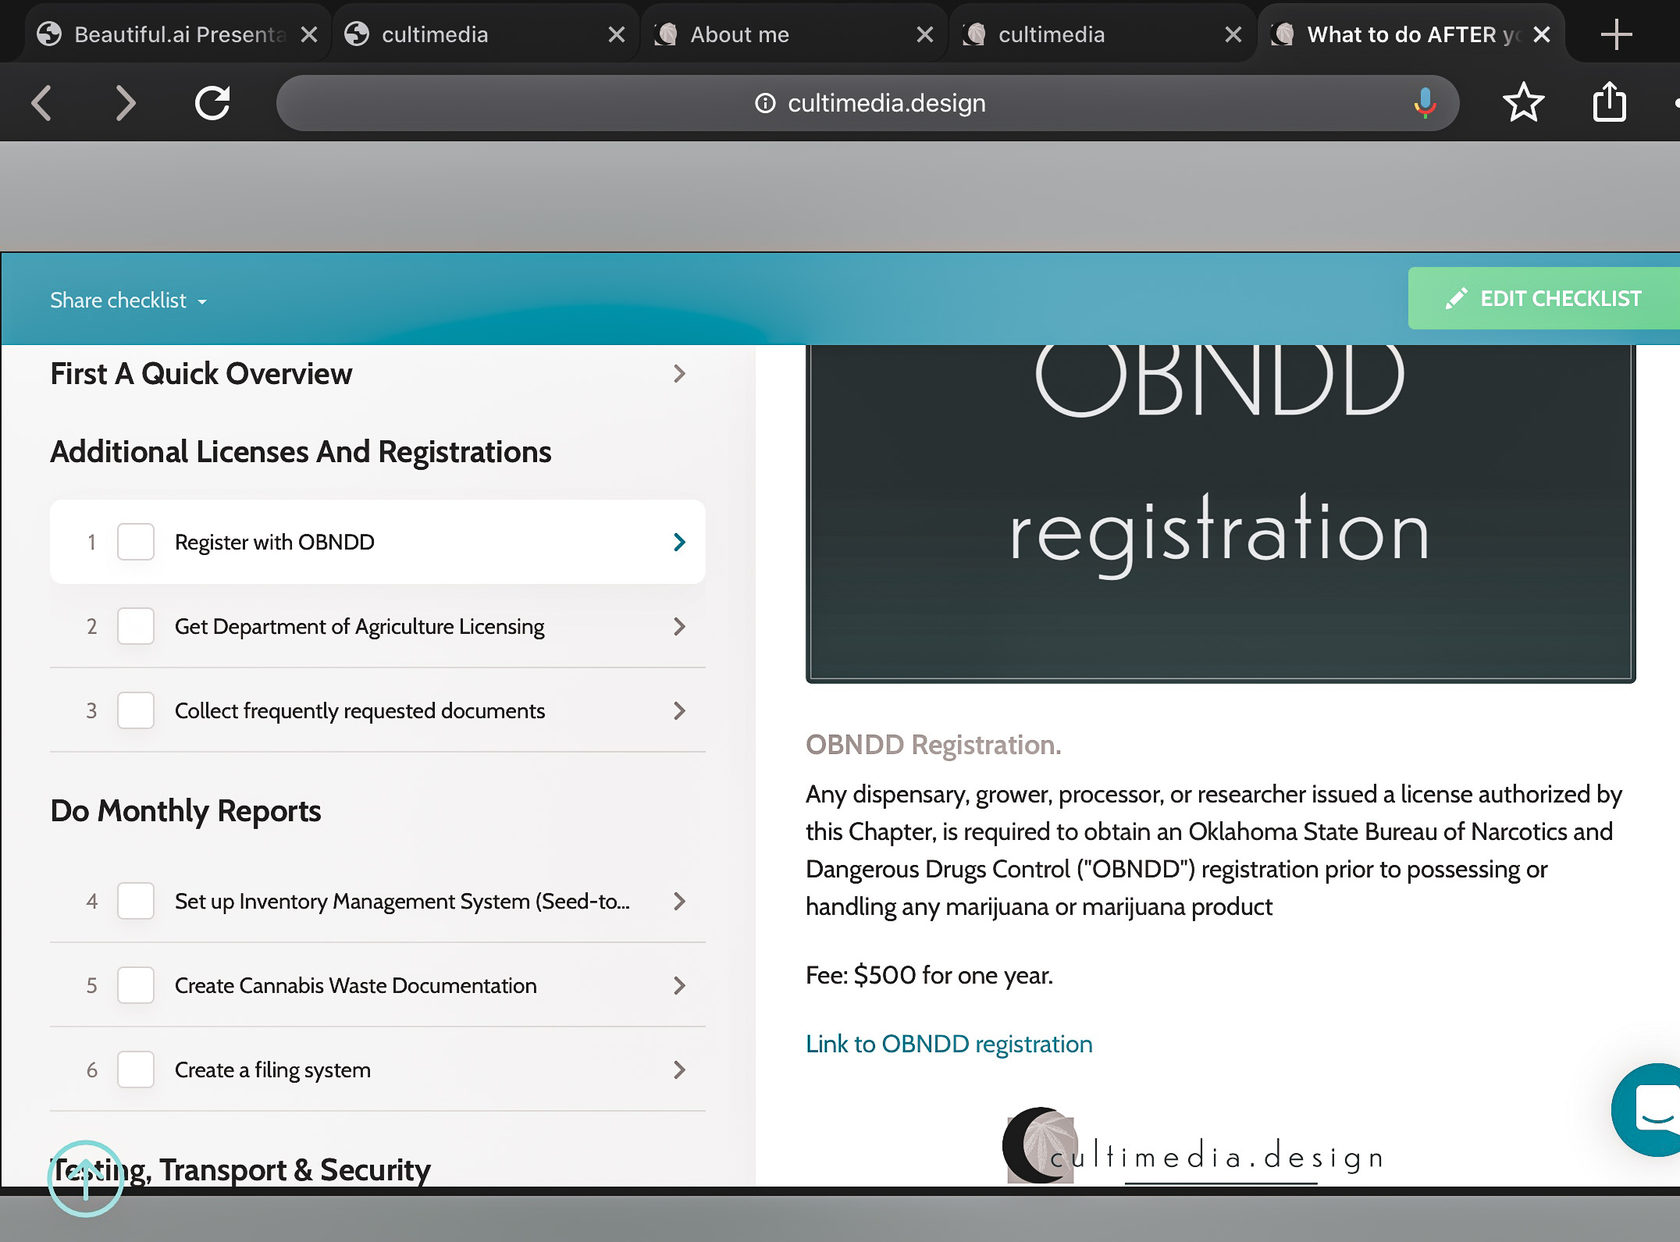 Beautiful.ai Presenta
cultimedia
About me
cultimedia
What to do AFTER yo
cultimedia.design
Share checklist
EDIT CHECKLIST
First A Quick Overview
Additional Licenses And Registrations
1 Register with OBNDD
2 Get Department of Agriculture Licensing
3 Collect frequently requested documents
Do Monthly Reports
4 Set up Inventory Management System (Seed-to...
5 Create Cannabis Waste Documentation
6 Create a filing system
Testing, Transport & Security
OBNDD
registration
OBNDD Registration.
Any dispensary, grower, processor, or researcher issued a license authorized by
this Chapter, is required to obtain an Oklahoma State Bureau of Narcotics and
Dangerous Drugs Control ("OBNDD") registration prior to possessing or
handling any marijuana or marijuana product
Fee: $500 for one year.
Link to OBNDD registration
cultimedia.design